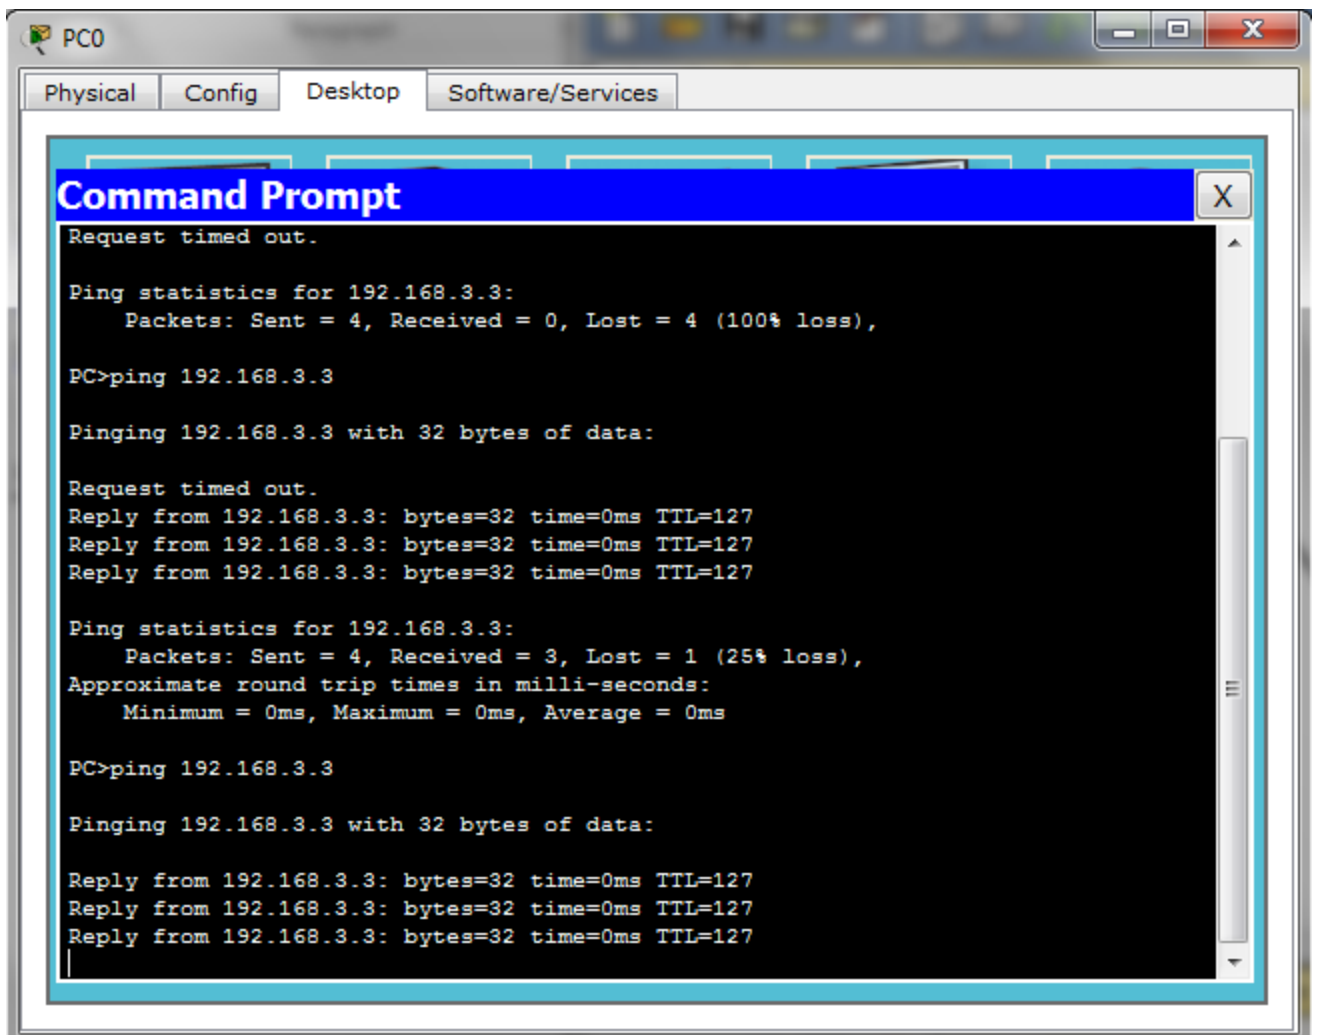 PC0
Physical Config Desktop Software/Services
Command Prompt X
Request timed out.
Ping statistics for 192.168.3.3:
Packets: Sent = 4, Received = 0, Lost = 4 (100% loss),
PC>ping 192.168.3.3
Pinging 192.168.3.3 with 32 bytes of data:
Request timed out.
Reply from 192.168.3.3: bytes=32 time=0ms TTL=127
Reply from 192.168.3.3: bytes=32 time=0ms TTL=127
Reply from 192.168.3.3: bytes=32 time=0ms TTL=127
Ping statistics for 192.168.3.3:
Packets: Sent = 4, Received = 3, Lost = 1 (25% loss),
Approximate round trip times in milli-seconds:
Minimum = 0ms, Maximum = 0ms, Average = 0ms
PC>ping 192.168.3.3
Pinging 192.168.3.3 with 32 bytes of data:
Reply from 192.168.3.3: bytes=32 time=0ms TTL=127
Reply from 192.168.3.3: bytes=32 time=0ms TTL=127
Reply from 192.168.3.3: bytes=32 time=0ms TTL=127